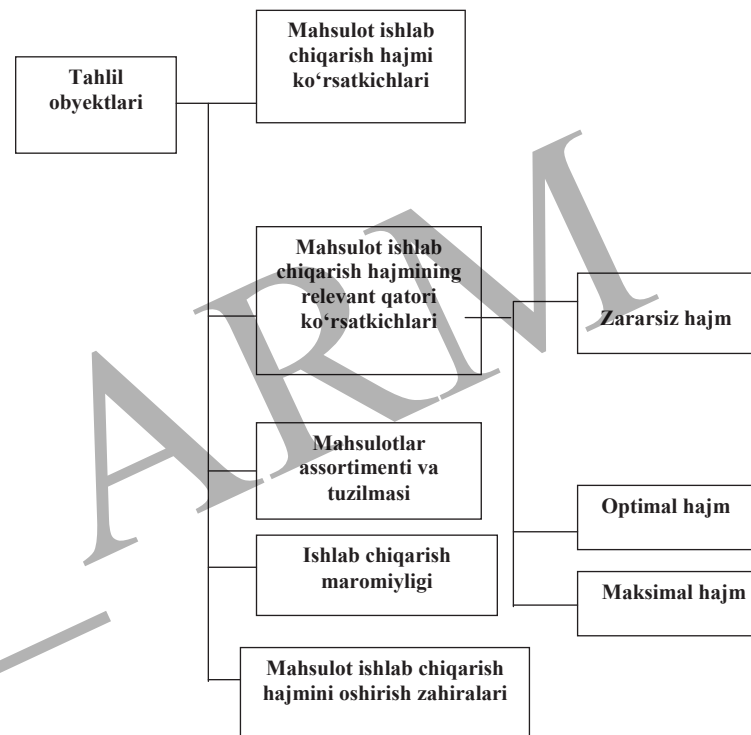 Tahlil
obyektlari
Mahsulot ishlab
chiqarish hajmi
ko‘rsatkichlari
Mahsulot ishlab
chiqarish hajmining
relevant qatori
ko‘rsatkichlari
Zararsiz hajm
Optimal hajm
Maksimal hajm
Mahsulotlar
assortimenti va
tuzilmasi
Ishlab chiqarish
maromiyligi
Mahsulot ishlab chiqarish
hajmini oshirish zahiralari
ARM